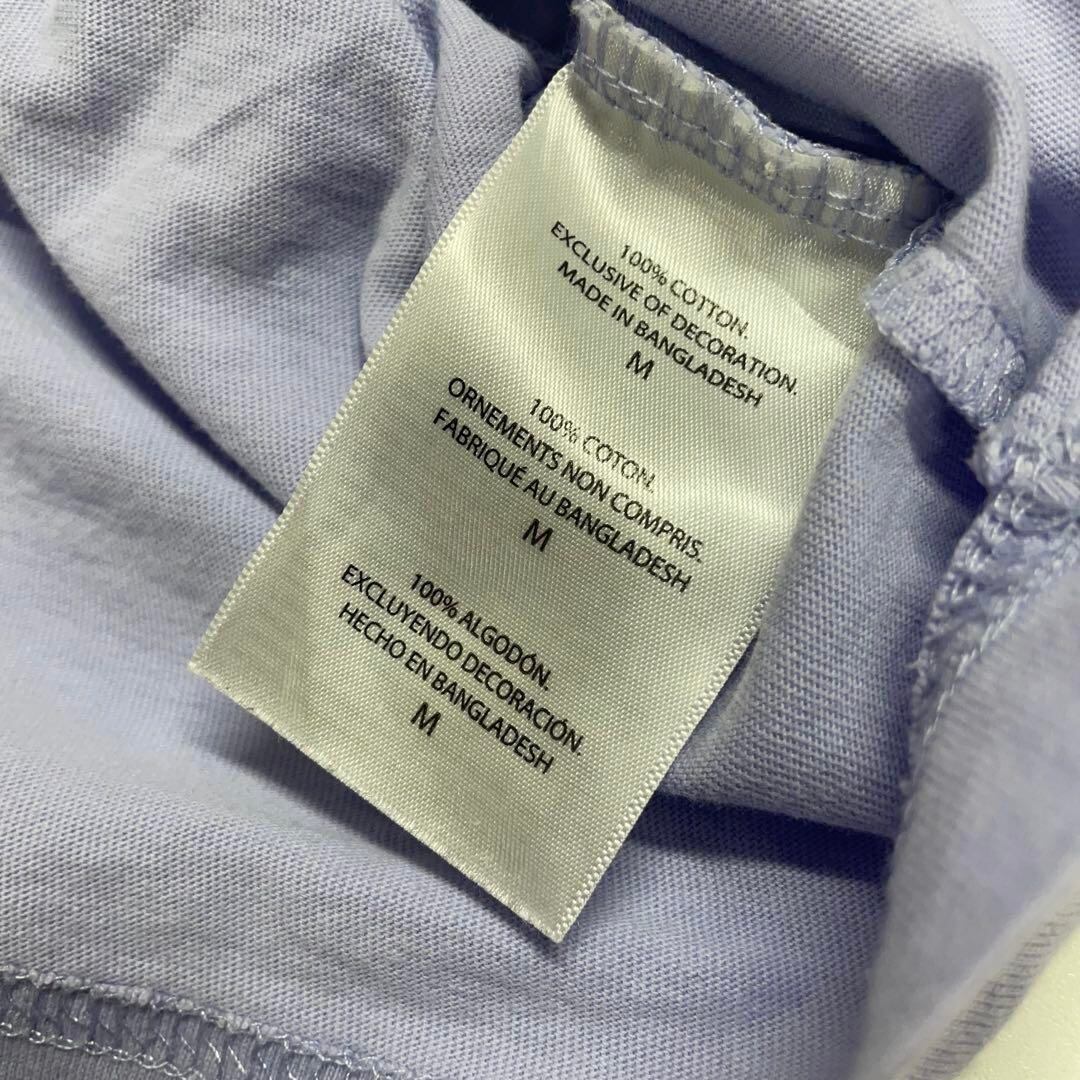 100% COTTON.
EXCLUSIVE OF DECORATION.
MADE IN BANGLADESH
M
100% COTON.
ORNEMENTS NON COMPRIS.
FABRIQUÉ AU BANGLADESH
M
100% ALGODÓN.
EXCLUYENDO DECORACIÓN.
HECHO EN BANGLADESH
M